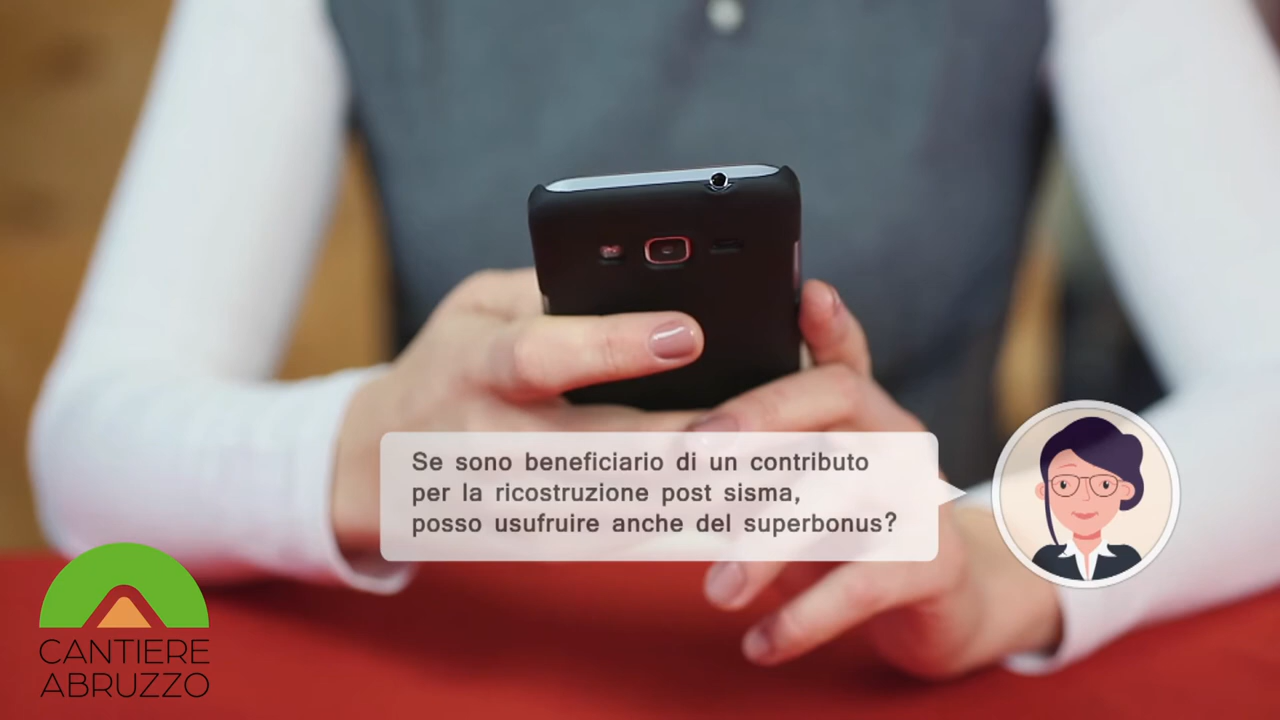 Se sono beneficiario di un contributo
per la ricostruzione post sisma,
posso usufruire anche del superbonus?
CANTIERE
ABRUZZO